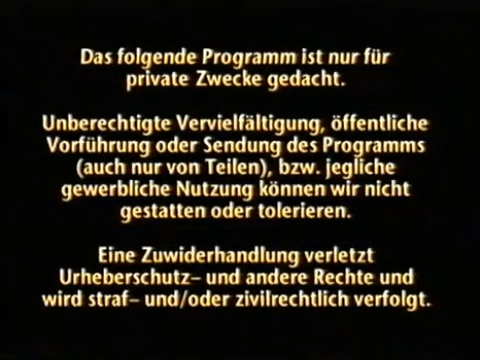 Das folgende Programm ist nur für
private Zwecke gedacht.
Unberechtigte Vervielfältigung, öffentliche
Vorführung oder Sendung des Programms
(auch nur von Teilen), bzw. jegliche
gewerbliche Nutzung können wir nicht
gestatten oder tolerieren.
Eine Zuwiderhandlung verletzt
Urheberschutz– und andere Rechte und
wird straf– und/oder zivilrechtlich verfolgt.